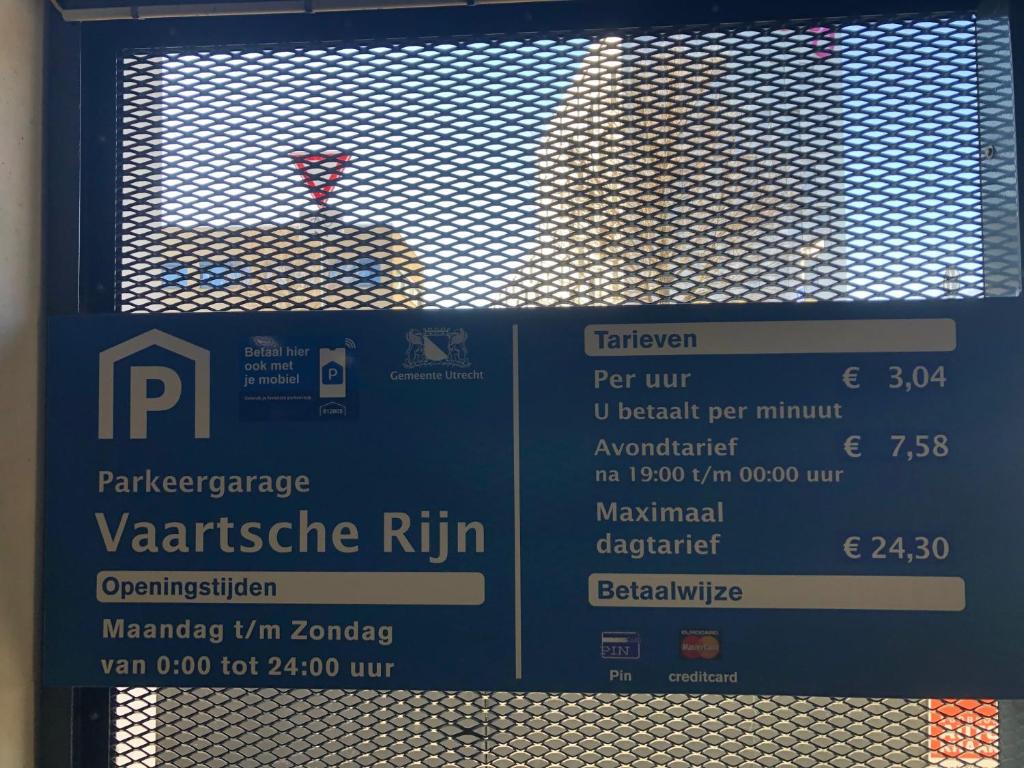 P
Betaal hier
ook met
je mobiel
P
Gemeente Utrecht
Parkeergarage
Vaartsche Rijn
Openingstijden
Maandag t/m Zondag
van 0:00 tot 24:00 uur
Tarieven
Per uur € 3,04
U betaalt per minuut
Avondtarief € 7,58
na 19:00 t/m 00:00 uur
Maximaal
dagtarief € 24,30
Betaalwijze
PIN
MasterCard
Pin
creditcard